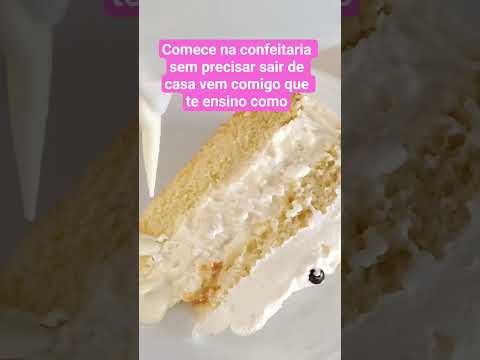 Comece na confeitaria
sem precisar sair de
casa vem comigo que
te ensino como